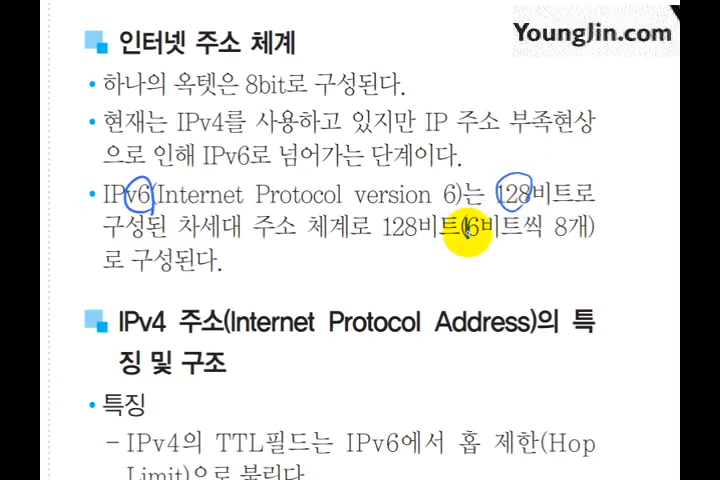 YoungJin.com
인터넷 주소 체계
• 하나의 옥텟은 8bit로 구성된다.
• 현재는 IPv4를 사용하고 있지만 IP 주소 부족현상
으로 인해 IPv6로 넘어가는 단계이다.
• IPv6(Internet Protocol version 6)는 128비트로
구성된 차세대 주소 체계로 128비트(6비트씩 8개)
로 구성된다.
IPv4 주소(Internet Protocol Address)의 특
징 및 구조
• 특징
– IPv4의 TTL필드는 IPv6에서 홉 제한(Hop
Limit)으로 불린다.